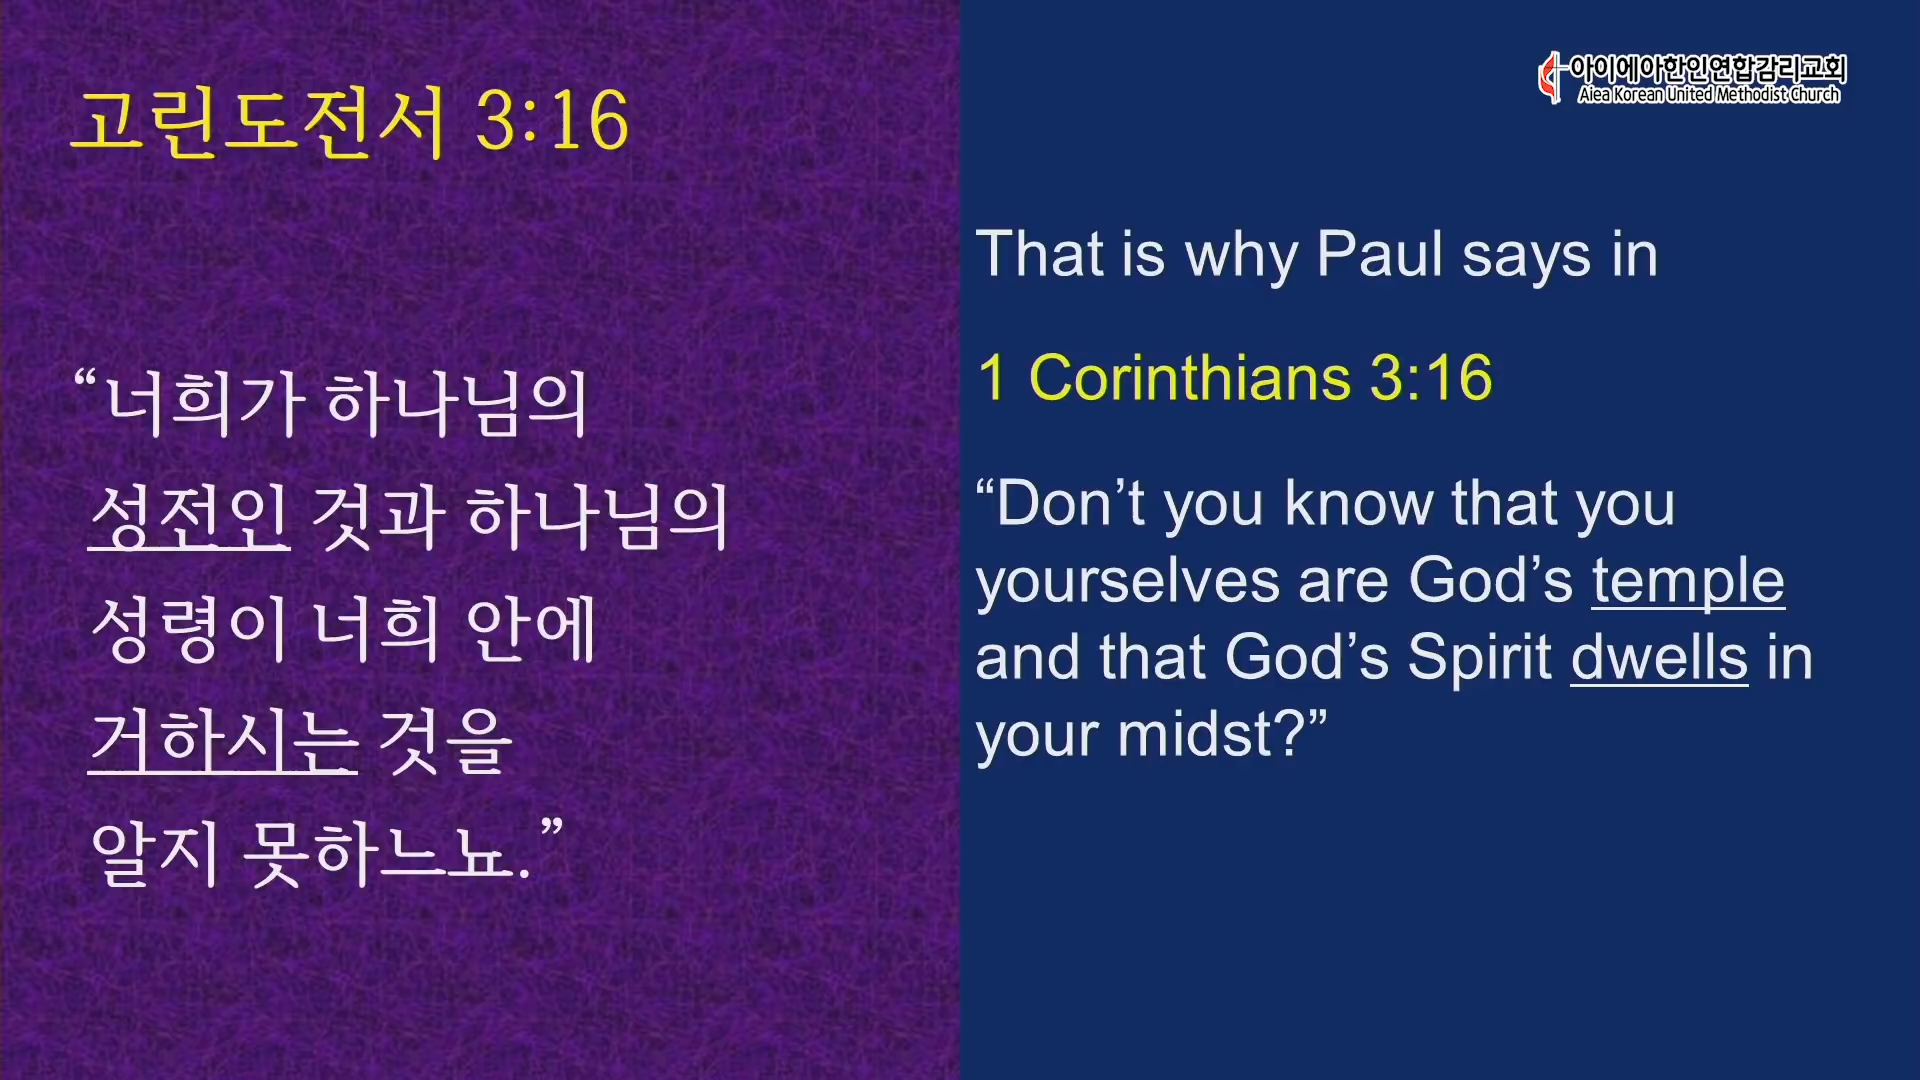 고린도전서 3:16
“너희가 하나님의
성전인 것과 하나님의
성령이 너희 안에
거하시는 것을
알지 못하느뇨.”
아이에아한인연합감리교회
Aiea Korean United Methodist Church
That is why Paul says in
1 Corinthians 3:16
“Don’t you know that you
yourselves are God’s temple
and that God’s Spirit dwells in
your midst?”